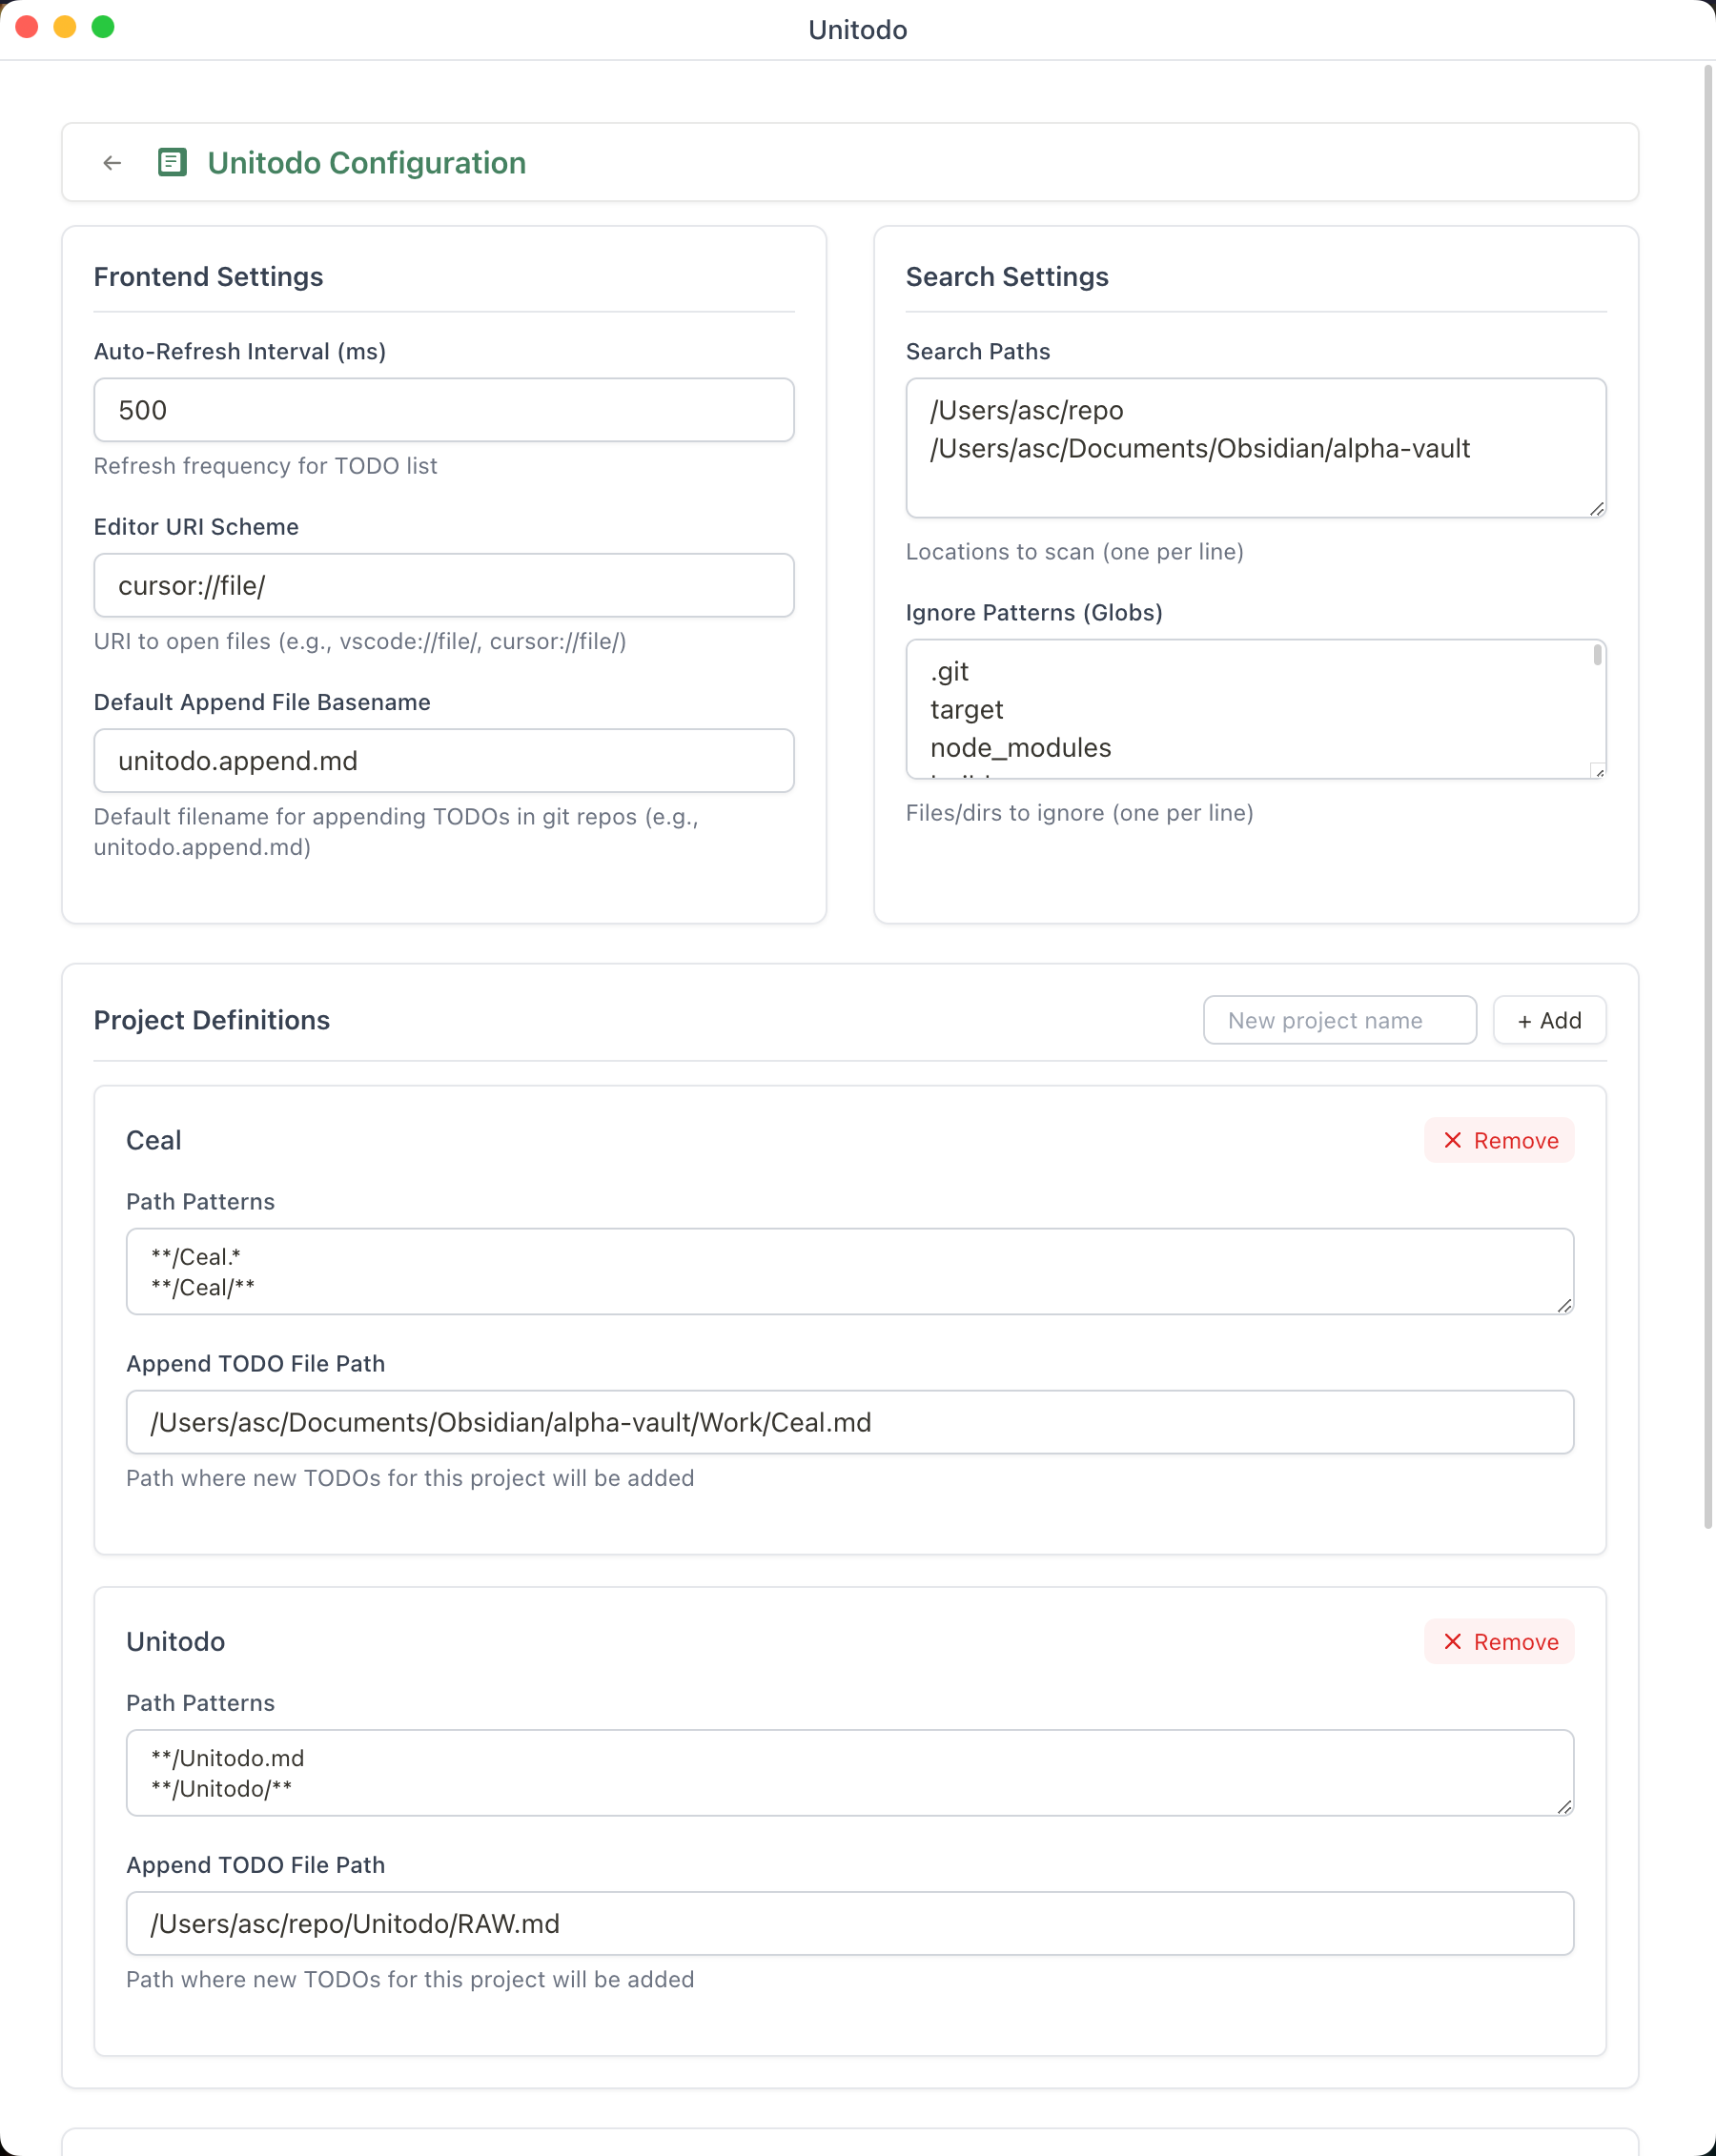 Unitodo
Unitodo Configuration
Frontend Settings
Auto-Refresh Interval (ms)
500
Refresh frequency for TODO list
Editor URI Scheme
cursor://file/
URI to open files (e.g., vscode://file/, cursor://file/)
Default Append File Basename
unitodo.append.md
Default filename for appending TODOs in git repos (e.g.,
unitodo.append.md)
Search Settings
Search Paths
/Users/asc/repo
/Users/asc/Documents/Obsidian/alpha-vault
Locations to scan (one per line)
Ignore Patterns (Globs)
.git
target
node_modules
Files/dirs to ignore (one per line)
Project Definitions
New project name
+ Add
Ceal
Remove
Path Patterns
**/Ceal.*
**/Ceal/**
Append TODO File Path
/Users/asc/Documents/Obsidian/alpha-vault/Work/Ceal.md
Path where new TODOs for this project will be added
Unitodo
Remove
Path Patterns
**/Unitodo.md
**/Unitodo/**
Append TODO File Path
/Users/asc/repo/Unitodo/RAW.md
Path where new TODOs for this project will be added